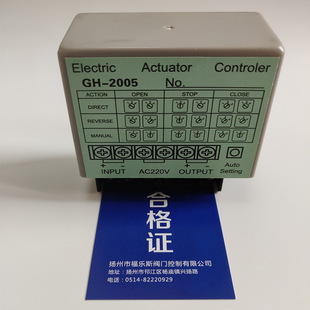 Electric Actuator Controler
GH-2005 No.
ACTION OPEN STOP CLOSE
DIRECT
REVERSE
MANUAL
+ - + -
INPUT AC220V OUTPUT Auto
Setting
合格证
扬州市福乐斯阀门控制有限公司
地址:扬州市邗江区杨庙镇兴扬路
电话:0514-82220929